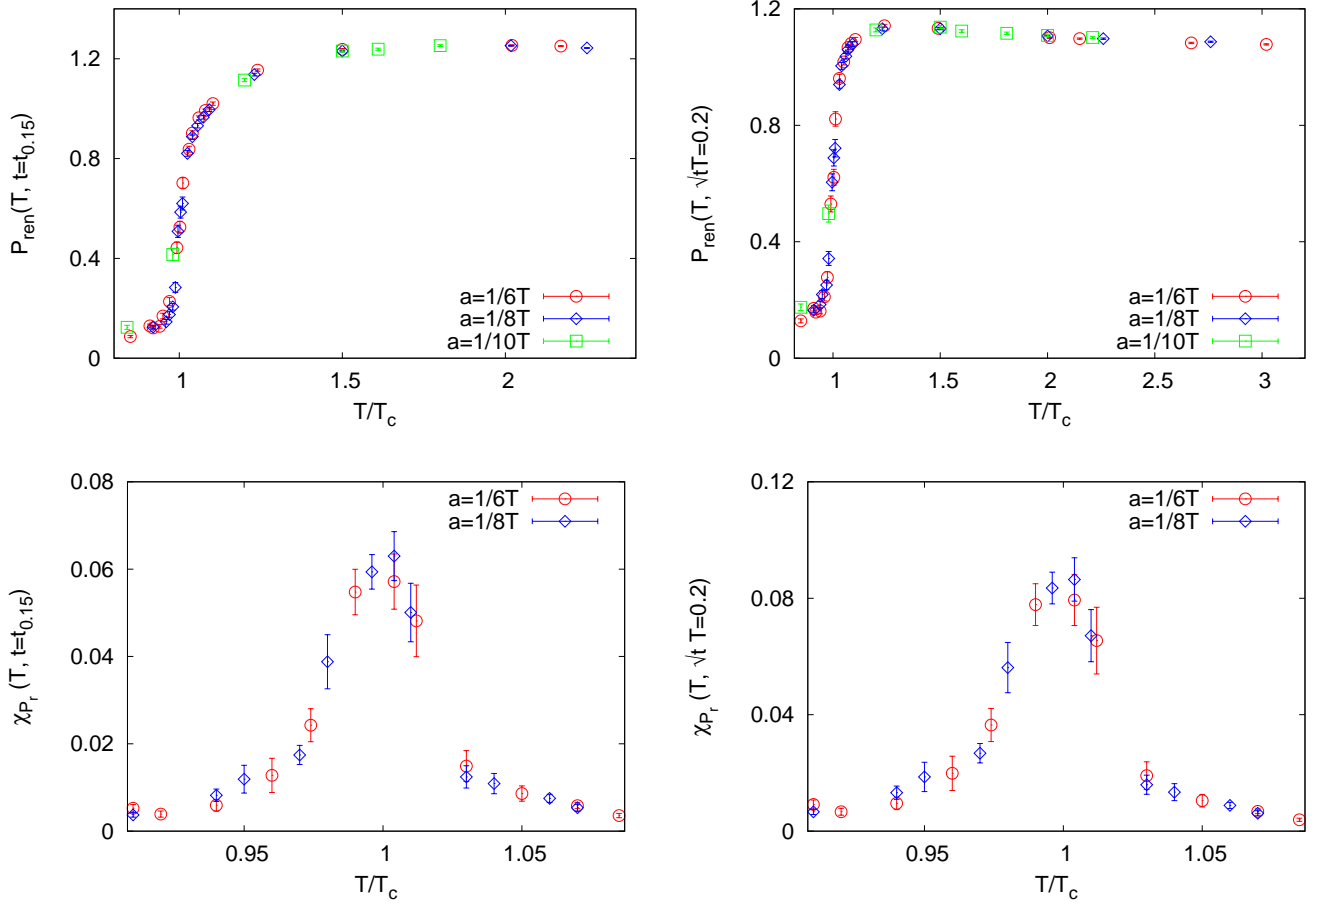 1.2
0.8
0.4
0
1
1.5
2
T/T_c
P_ren(T, t=t_0.15)
a=1/6T
a=1/8T
a=1/10T
1.2
0.8
0.4
0
1
1.5
2
2.5
3
T/T_c
P_ren(T, √tT=0.2)
a=1/6T
a=1/8T
a=1/10T
0.08
0.06
0.04
0.02
0
0.95
1
1.05
T/T_c
χ_P_r (T, t=t_0.15)
a=1/6T
a=1/8T
0.12
0.08
0.04
0
0.95
1
1.05
T/T_c
χ_P_r (T, √t T=0.2)
a=1/6T
a=1/8T